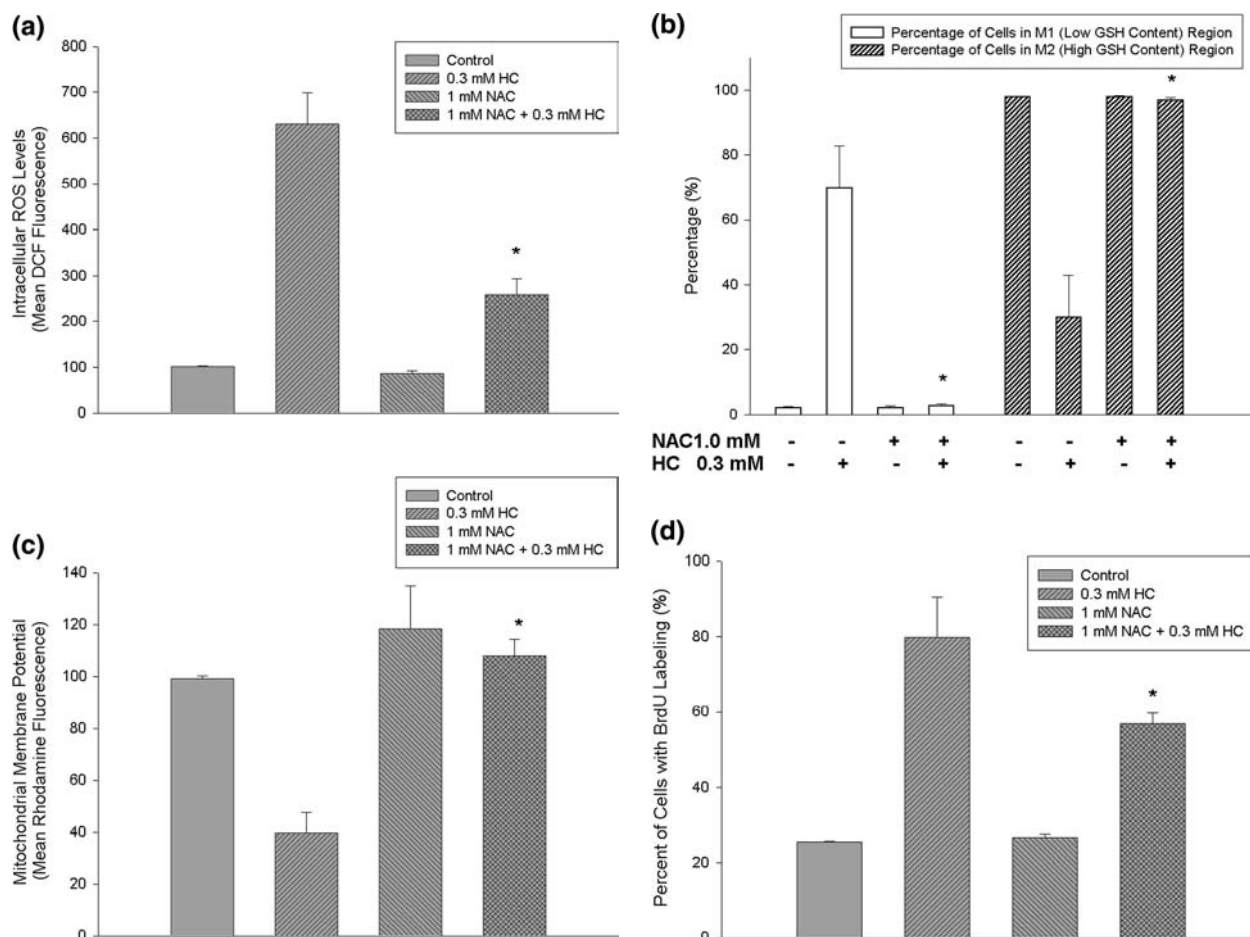 (a)
800
700
600
500
400
300
200
100
0
Intracellular ROS Levels
(Mean DCF Fluorescence)
Control
0.3 mM HC
1 mM NAC
1 mM NAC + 0.3 mM HC
*
(b)
Percentage of Cells in M1 (Low GSH Content) Region
Percentage of Cells in M2 (High GSH Content) Region
100
80
60
40
20
0
Percentage (%)
*
*
NAC1.0 mM - - + + - - + +
HC 0.3 mM - + - + - + - +
(c)
Control
0.3 mM HC
1 mM NAC
1 mM NAC + 0.3 mM HC
140
120
100
80
60
40
20
0
Mitochondrial Membrane Potential
(Mean Rhodamine Fluorescence)
*
(d)
100
80
60
40
20
0
Percent of Cells with BrdU Labeling (%)
Control
0.3 mM HC
1 mM NAC
1 mM NAC + 0.3 mM HC
*